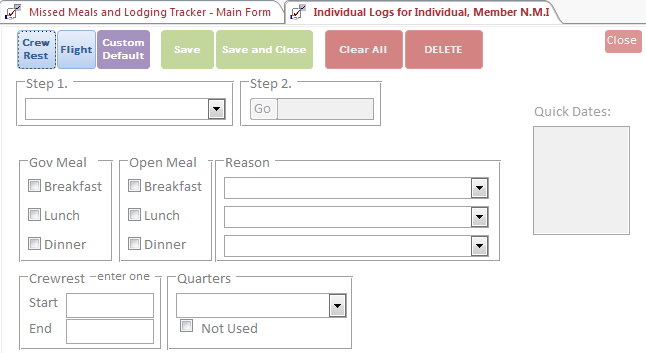 Missed Meals and Lodging Tracker - Main Form
Individual Logs for Individual, Member N.M.I
Crew Rest
Flight
Custom Default
Save
Save and Close
Clear All
DELETE
Close
Step 1.
Step 2.
Go
Quick Dates:
Gov Meal
Open Meal
Reason
Breakfast
Breakfast
Lunch
Lunch
Dinner
Dinner
Crewrest
enter one
Quarters
Start
End
Not Used